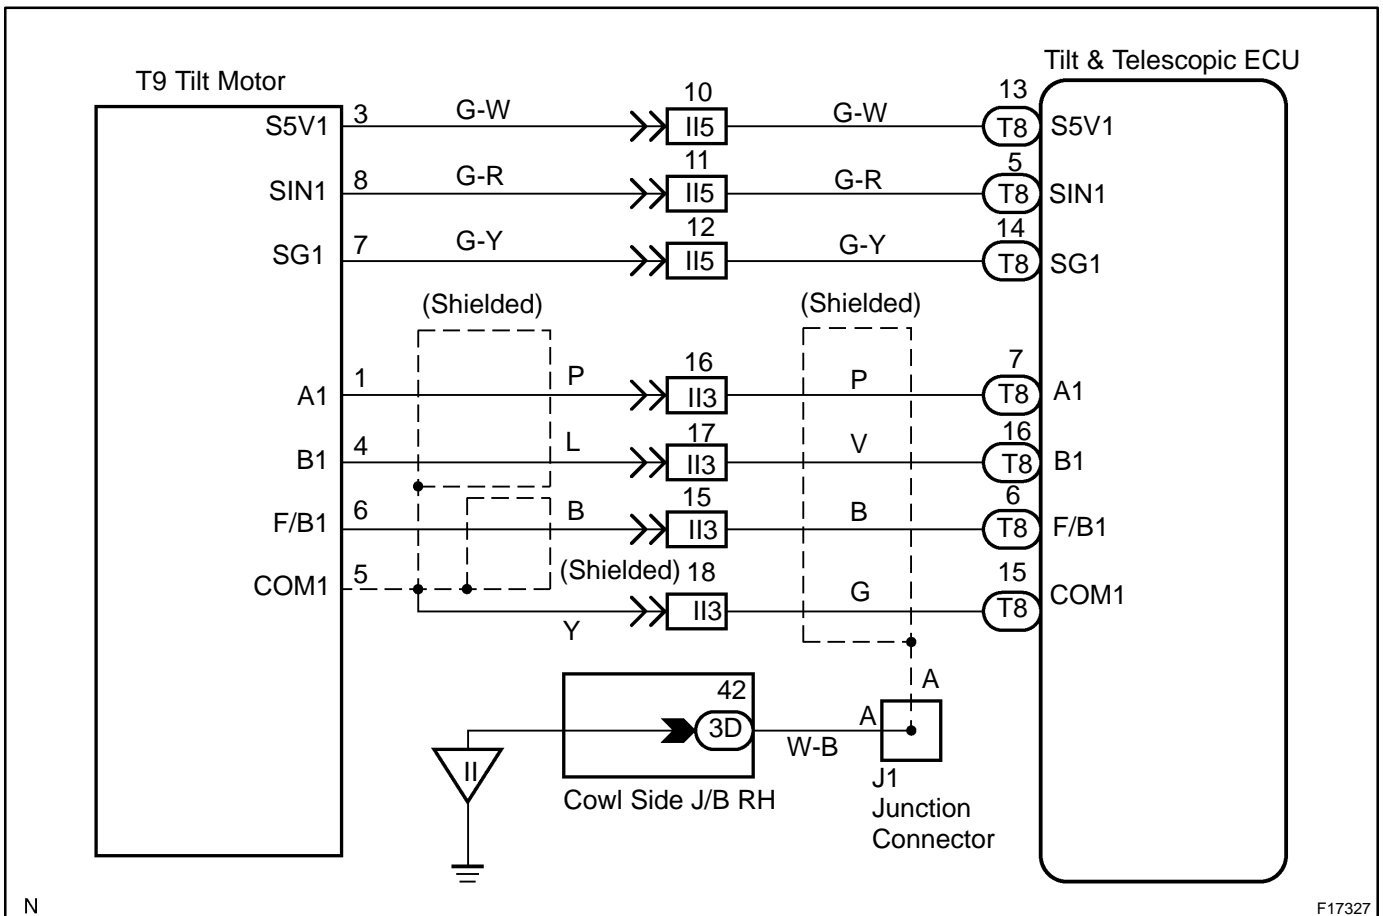 Tilt & Telescopic ECU
T9 Tilt Motor
S5V1 3 G-W 10 II5 G-W 13 T8 S5V1
SIN1 8 G-R 11 II5 G-R 5 T8 SIN1
SG1 7 G-Y 12 II5 G-Y 14 T8 SG1
(Shielded) (Shielded)
A1 1 P 16 II3 P 7 T8 A1
B1 4 L 17 II3 V 16 T8 B1
F/B1 6 B 15 II3 B 6 T8 F/B1
COM1 5 (Shielded) 18 II3 G 15 T8 COM1
Y
A
42
3D W-B A
II
J1
Cowl Side J/B RH
Junction
Connector
N F17327